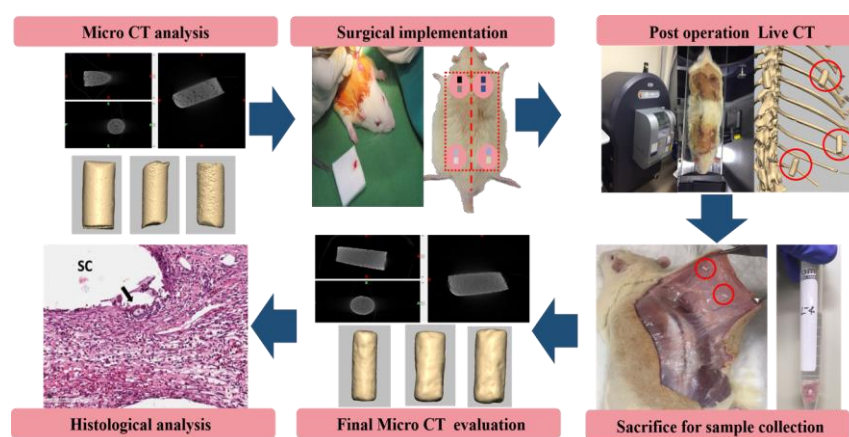 Micro CT analysis
Surgical implementation
Post operation Live CT
SC
Histological analysis
Final Micro CT evaluation
Sacrifice for sample collection